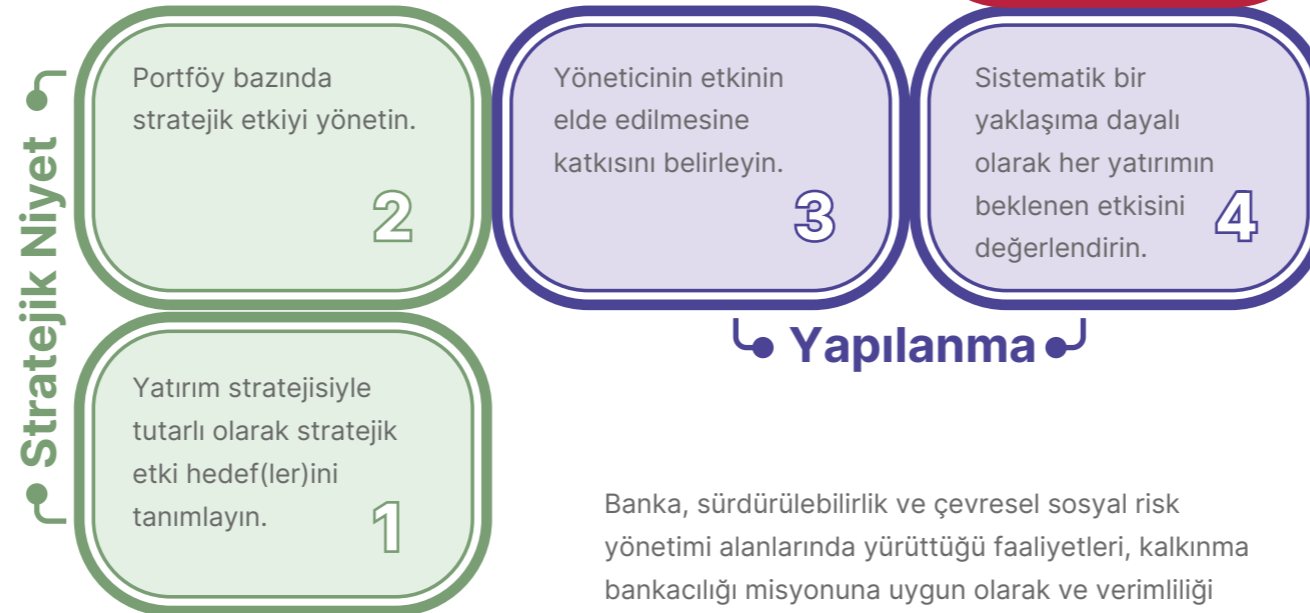 Stratejik Niyet
Portföy bazında
stratejik etkiyi yönetin.
2
Yöneticinin etkinin
elde edilmesine
katkısını belirleyin.
3
Sistematik bir
yaklaşıma dayalı
olarak her yatırımın
beklenen etkisini
değerlendirin.
4
Yapılanma
Yatırım stratejisiyle
tutarlı olarak stratejik
etki hedef(ler)ini
tanımlayın.
1
Banka, sürdürülebilirlik ve çevresel sosyal risk
yönetimi alanlarında yürüttüğü faaliyetleri, kalkınma
bankacılığı misyonuna uygun olarak ve verimliliği